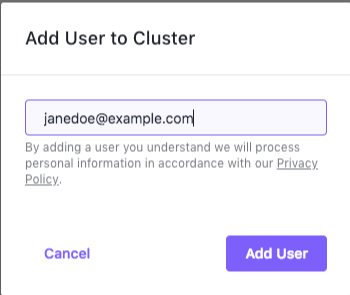 Add User to Cluster
janedoe@example.com
By adding a user you understand we will process
personal information in accordance with our Privacy
Policy.
Cancel
Add User